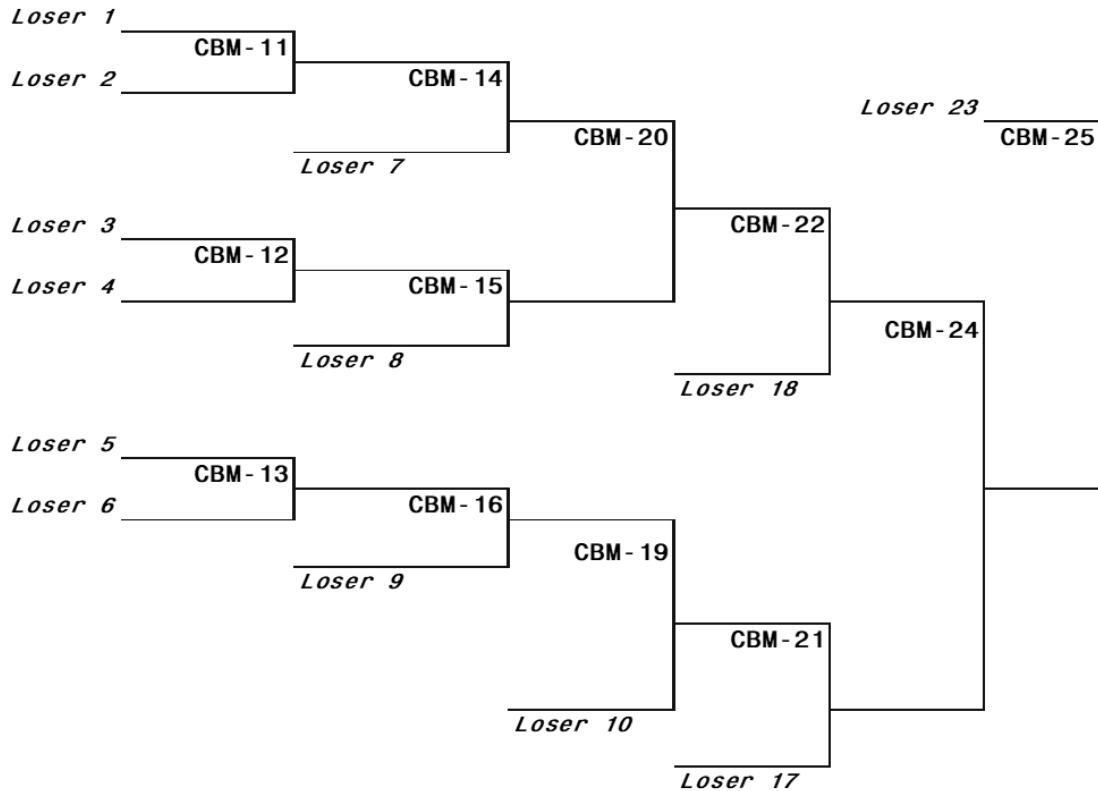 Loser 1
CBM-11
Loser 2
CBM-14
Loser 23
CBM-20
CBM-25
Loser 7
Loser 3
CBM-22
CBM-12
Loser 4
CBM-15
CBM-24
Loser 8
Loser 18
Loser 5
CBM-13
Loser 6
CBM-16
CBM-19
Loser 9
CBM-21
Loser 10
Loser 17